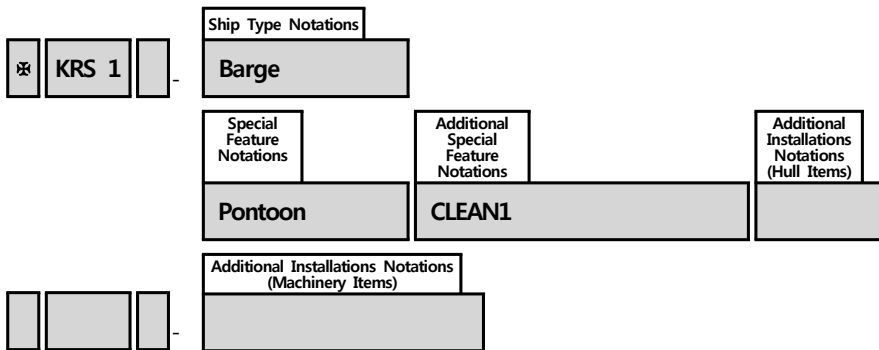 Ship Type Notations
✠ KRS 1 - Barge
Special
Feature
Notations
Additional
Special
Feature
Notations
Additional
Installations
Notations
(Hull Items)
Pontoon
CLEAN1
Additional Installations Notations
(Machinery Items)
-